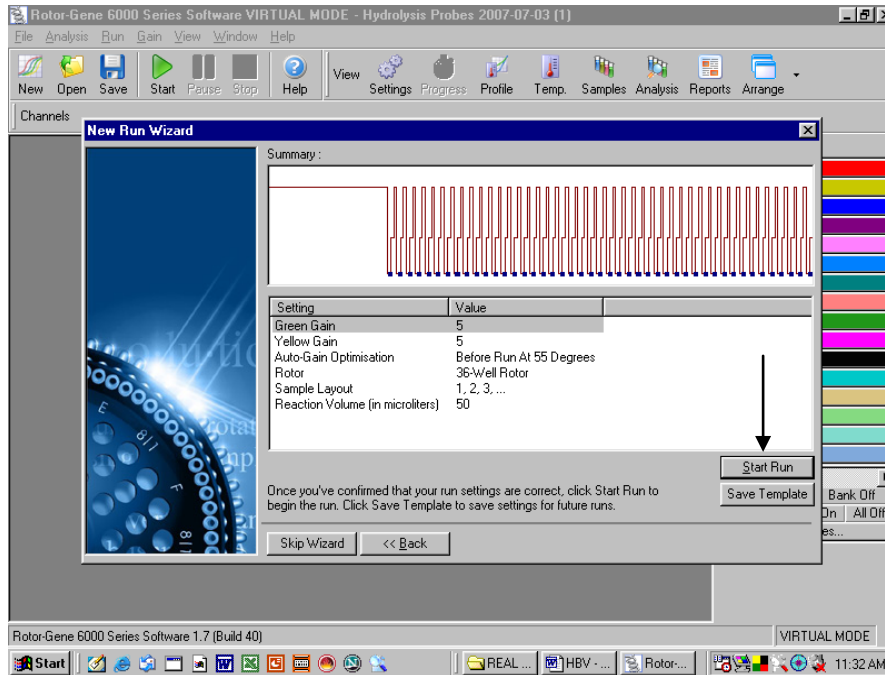 Rotor-Gene 6000 Series Software VIRTUAL MODE - Hydrolysis Probes 2007-07-03 (1)
File Analysis Run Gain View Window Help
New Open Save Start Pause Stop Help View Settings Progress Profile Temp. Samples Analysis Reports Arrange
Channels
New Run Wizard
Summary :
Setting Value
Green Gain 5
Yellow Gain 5
Auto-Gain Optimisation Before Run At 55 Degrees
Rotor 36-Well Rotor
Sample Layout 1, 2, 3, ...
Reaction Volume (in microliters) 50
Start Run
Once you've confirmed that your run settings are correct, click Start Run to
begin the run. Click Save Template to save settings for future runs.
Save Template
Bank Off
On All Off
es...
Skip Wizard << Back
Rotor-Gene 6000 Series Software 1.7 (Build 40) VIRTUAL MODE
Start REAL ... HBV - ... Rotor-... 11:32 AM